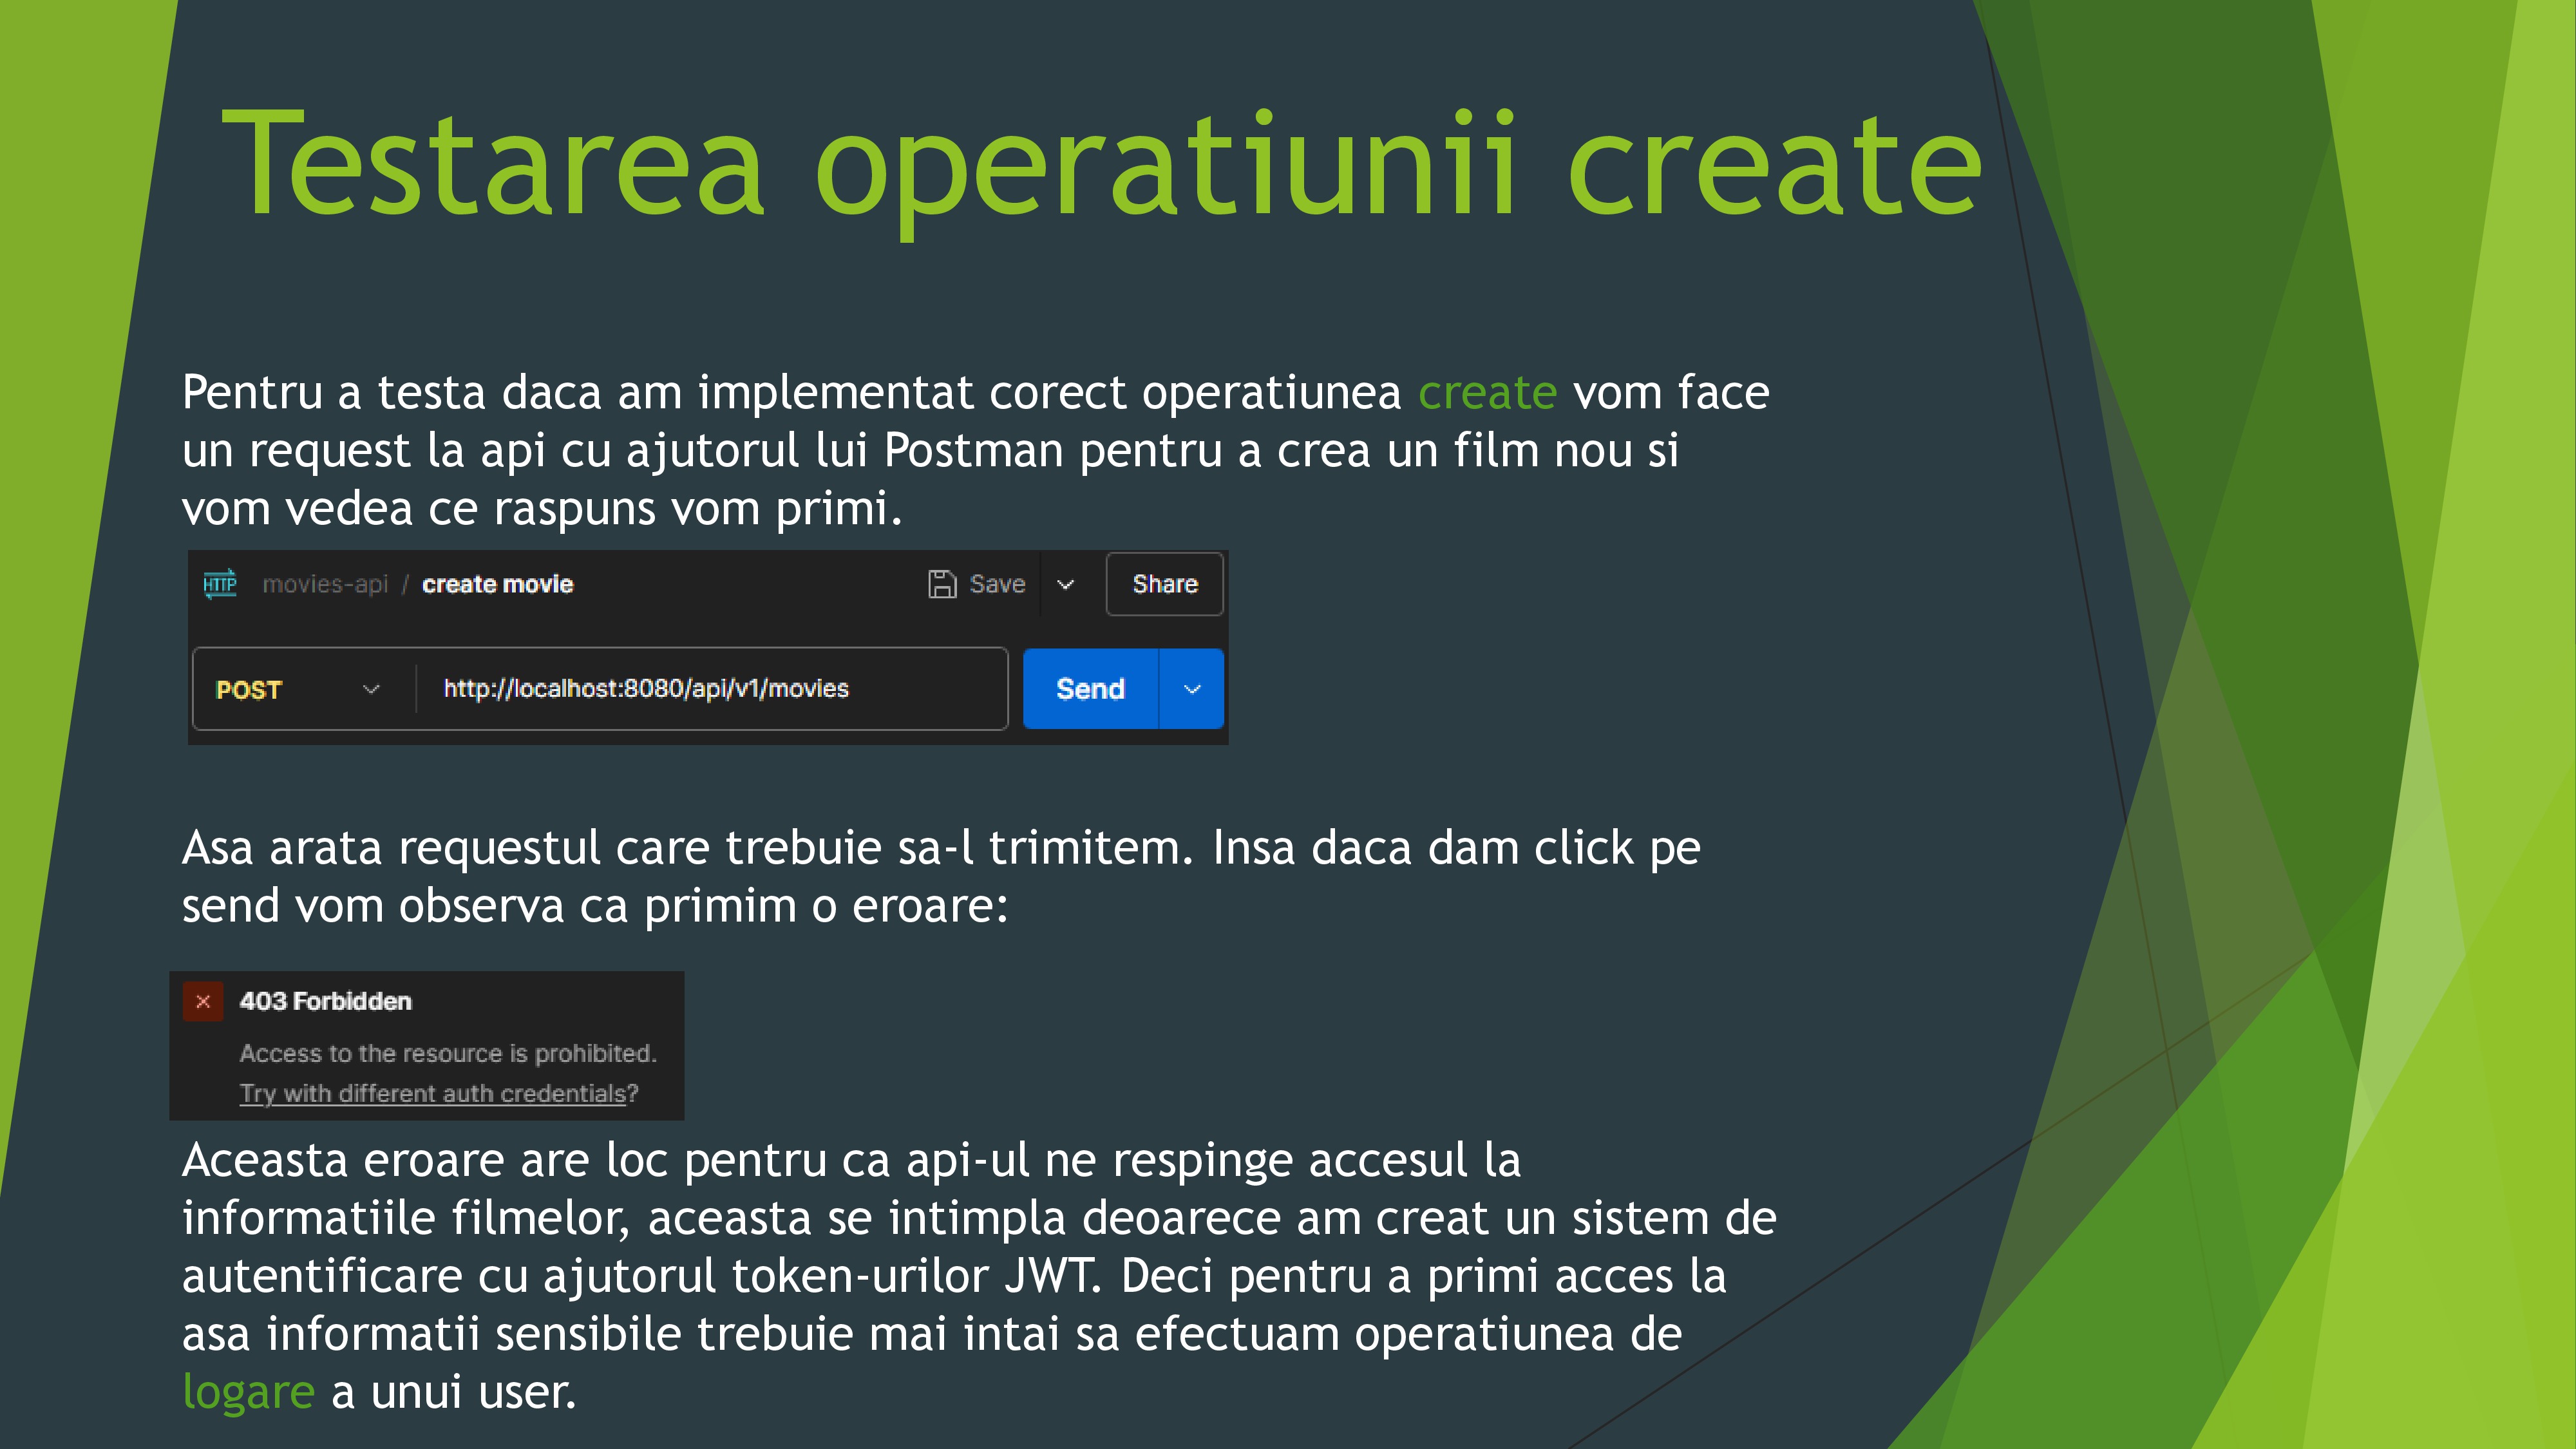 Testarea operatiunii create
Pentru a testa daca am implementat corect operatiunea create vom face
un request la api cu ajutorul lui Postman pentru a crea un film nou si
vom vedea ce raspuns vom primi.
HTTP movies-api / create movie Save Share
POST http://localhost:8080/api/v1/movies Send
Asa arata requestul care trebuie sa-l trimitem. Insa daca dam click pe
send vom observa ca primim o eroare:
403 Forbidden
Access to the resource is prohibited.
Try with different auth credentials?
Aceasta eroare are loc pentru ca api-ul ne respinge accesul la
informatiile filmelor, aceasta se intimpla deoarece am creat un sistem de
autentificare cu ajutorul token-urilor JWT. Deci pentru a primi acces la
asa informatii sensibile trebuie mai intai sa efectuam operatiunea de
logare a unui user.